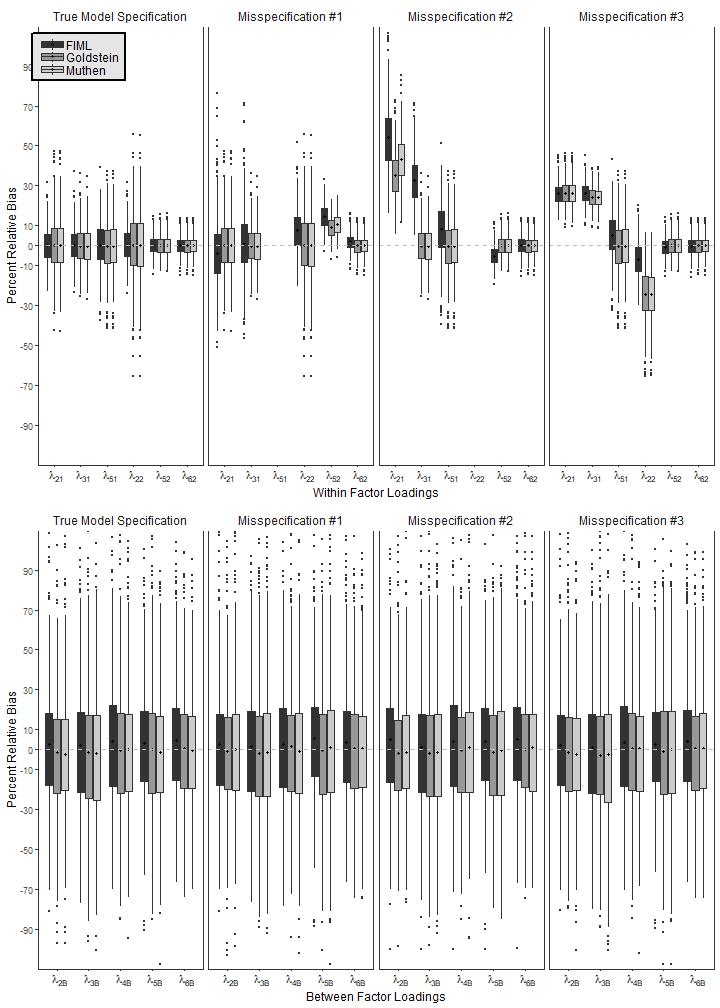 True Model Specification Misspecification #1 Misspecification #2 Misspecification #3
FIML
Goldstein
Muthen
90
70
50
30
10
0
-10
-30
-50
-70
-90
Percent Relative Bias
λ21 λ31 λ51 λ22 λ52 λ62 λ21 λ31 λ51 λ22 λ52 λ62 λ21 λ31 λ51 λ22 λ52 λ62 λ21 λ31 λ51 λ22 λ52 λ62
Within Factor Loadings
True Model Specification Misspecification #1 Misspecification #2 Misspecification #3
90
70
50
30
10
0
-10
-30
-50
-70
-90
Percent Relative Bias
λ2B λ3B λ4B λ5B λ6B λ2B λ3B λ4B λ5B λ6B λ2B λ3B λ4B λ5B λ6B λ2B λ3B λ4B λ5B λ6B
Between Factor Loadings